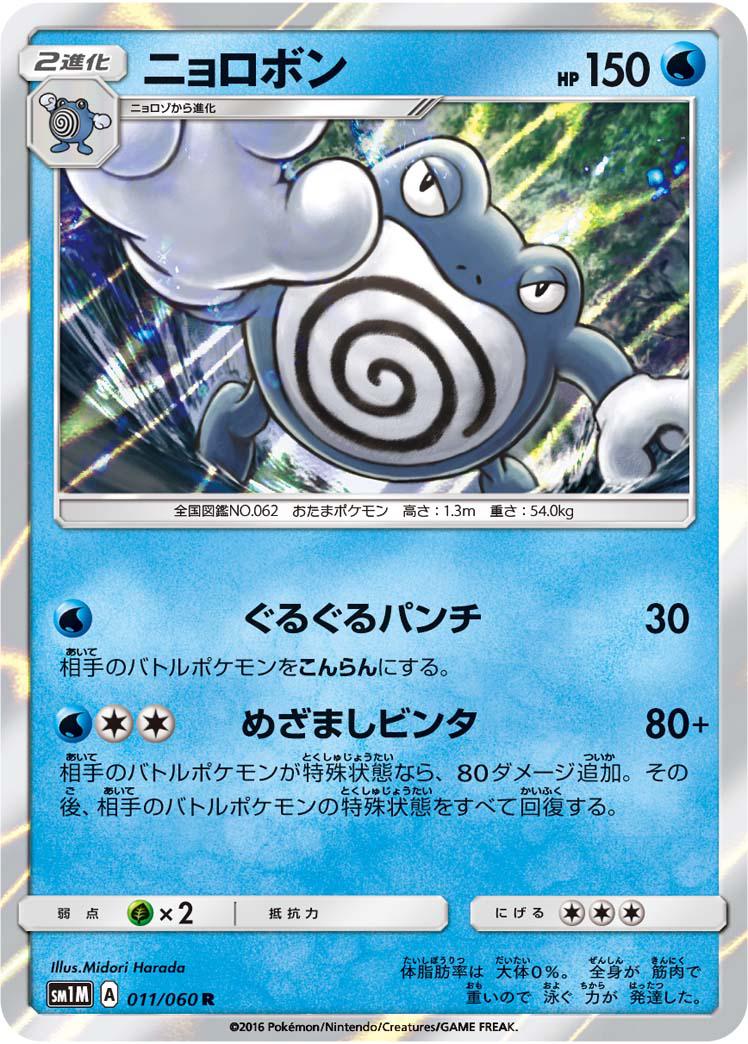 2進化 ニョロボン HP 150
ニョロゾから進化
全国図鑑NO.062 おたまポケモン 高さ：1.3m 重さ：54.0kg
ぐるぐるパンチ 30
相手のバトルポケモンをこんらんにする。
めざましビンタ 80+
相手のバトルポケモンが特殊状態なら、80ダメージ追加。その
後、相手のバトルポケモンの特殊状態をすべて回復する。
弱点 ×2 抵抗力 にげる
Illus.Midori Harada
体脂肪率は 大体0%。 全身が 筋肉で
重いので 泳ぐ 力が 発達した。
SM1M A 011/060 R
©2016 Pokémon/Nintendo/Creatures/GAME FREAK.